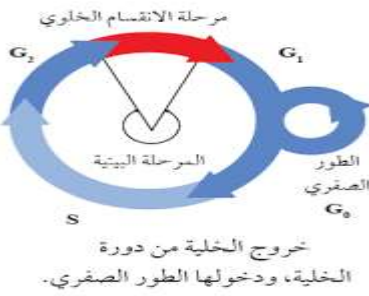 مرحلة الانقسام الخلوي
G₂
G₁
المرحلة البينية
الطور
الصفري
G₀
S
خروج الخلية من دورة
الخلية، ودخولها الطور الصفري.